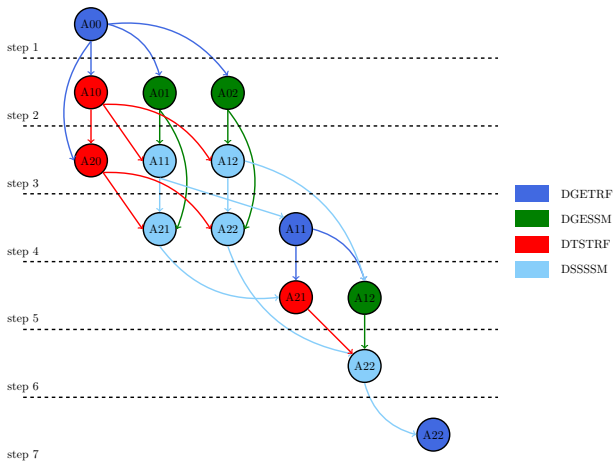 A00
step 1
A10 A01 A02
step 2
A20 A11 A12
step 3
DGETRF
DGESSM
A21 A22 A11
DTSTRF
step 4
DSSSSM
A21 A12
step 5
A22
step 6
A22
step 7